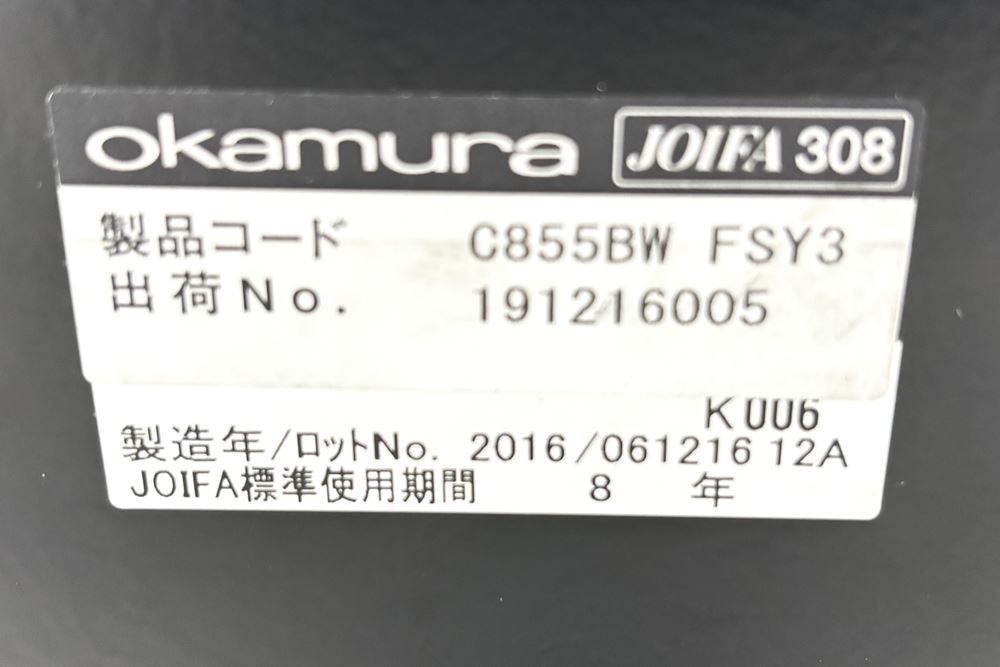 okamura JOIFA 308
製品コード C855BW FSY3
出荷No. 191216005
K006
製造年/ロットNo. 2016/061216 12A
JOIFA標準使用期間 8 年